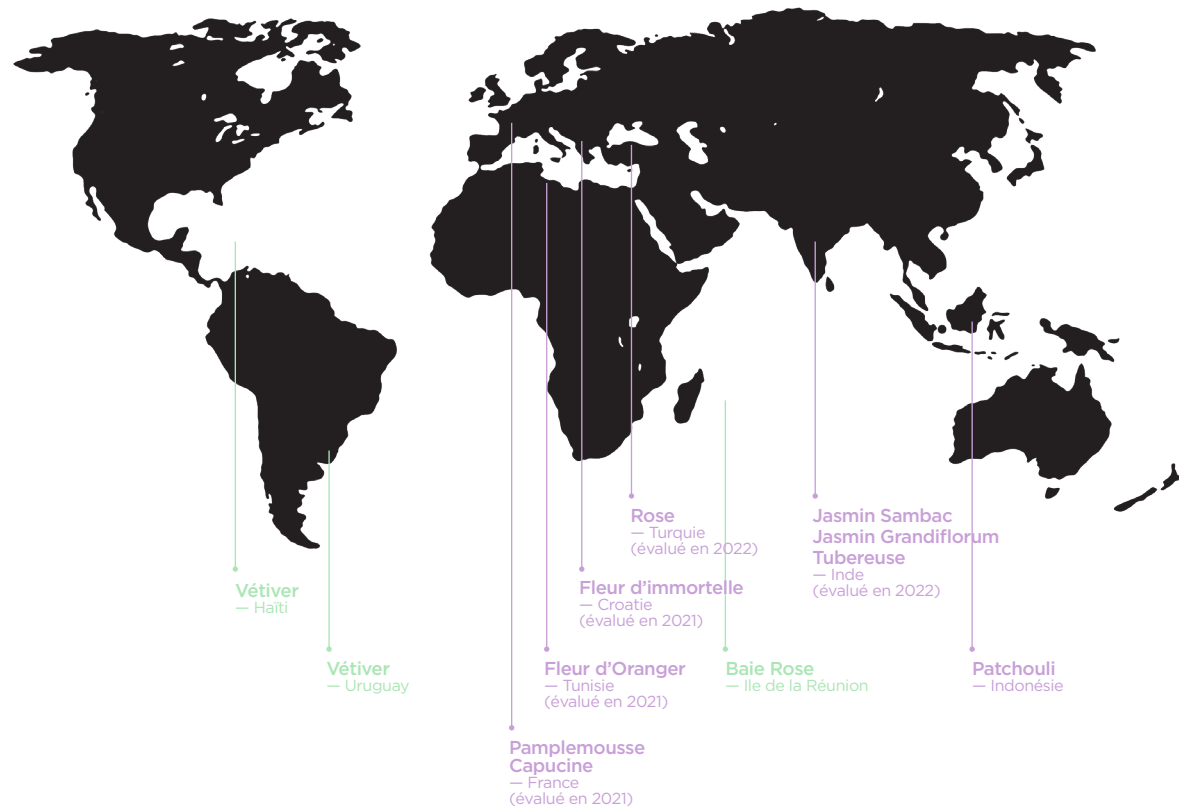 Rose
— Turquie
(évalué en 2022)
Jasmin Sambac
Jasmin Grandiflorum
Tubereuse
— Inde
(évalué en 2022)
Vétiver
— Haïti
Fleur d'immortelle
— Croatie
(évalué en 2021)
Vétiver
— Uruguay
Fleur d'Oranger
— Tunisie
(évalué en 2021)
Baie Rose
— Ile de la Réunion
Patchouli
— Indonésie
Pamplemousse
Capucine
— France
(évalué en 2021)